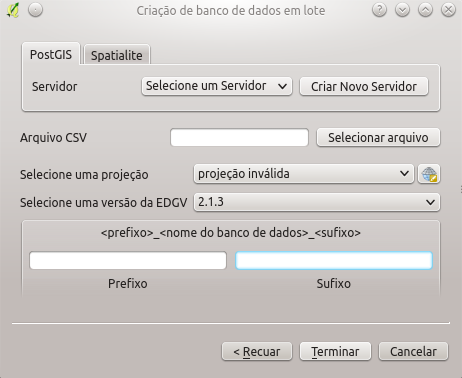 Criação de banco de dados em lote
PostGIS Spatialite
Servidor Selecione um Servidor Criar Novo Servidor
Arquivo CSV Selecionar arquivo
Selecione uma projeção projeção inválida
Selecione uma versão da EDGV 2.1.3
<prefixo>_<nome do banco de dados>_<sufixo>
Prefixo Sufixo
< Recuar Terminar Cancelar